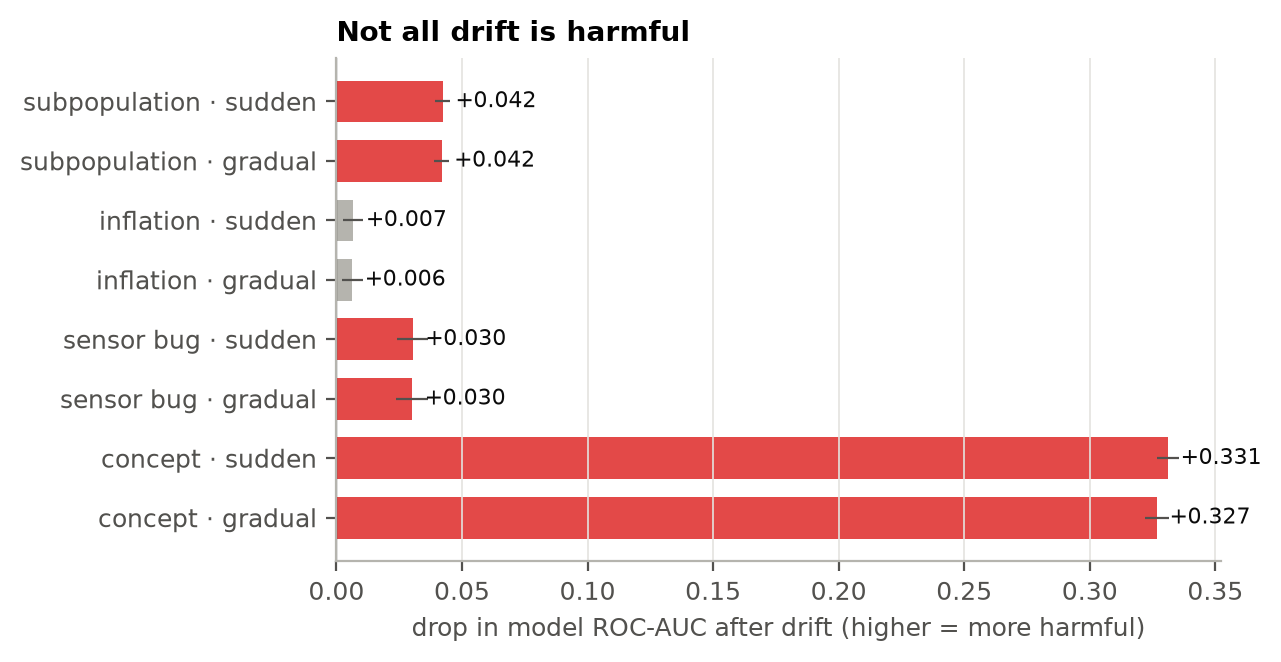 Not all drift is harmful
subpopulation · sudden
+0.042
subpopulation · gradual
+0.042
inflation · sudden
+0.007
inflation · gradual
+0.006
sensor bug · sudden
+0.030
sensor bug · gradual
+0.030
concept · sudden
+0.331
concept · gradual
+0.327
0.00 0.05 0.10 0.15 0.20 0.25 0.30 0.35
drop in model ROC-AUC after drift (higher = more harmful)